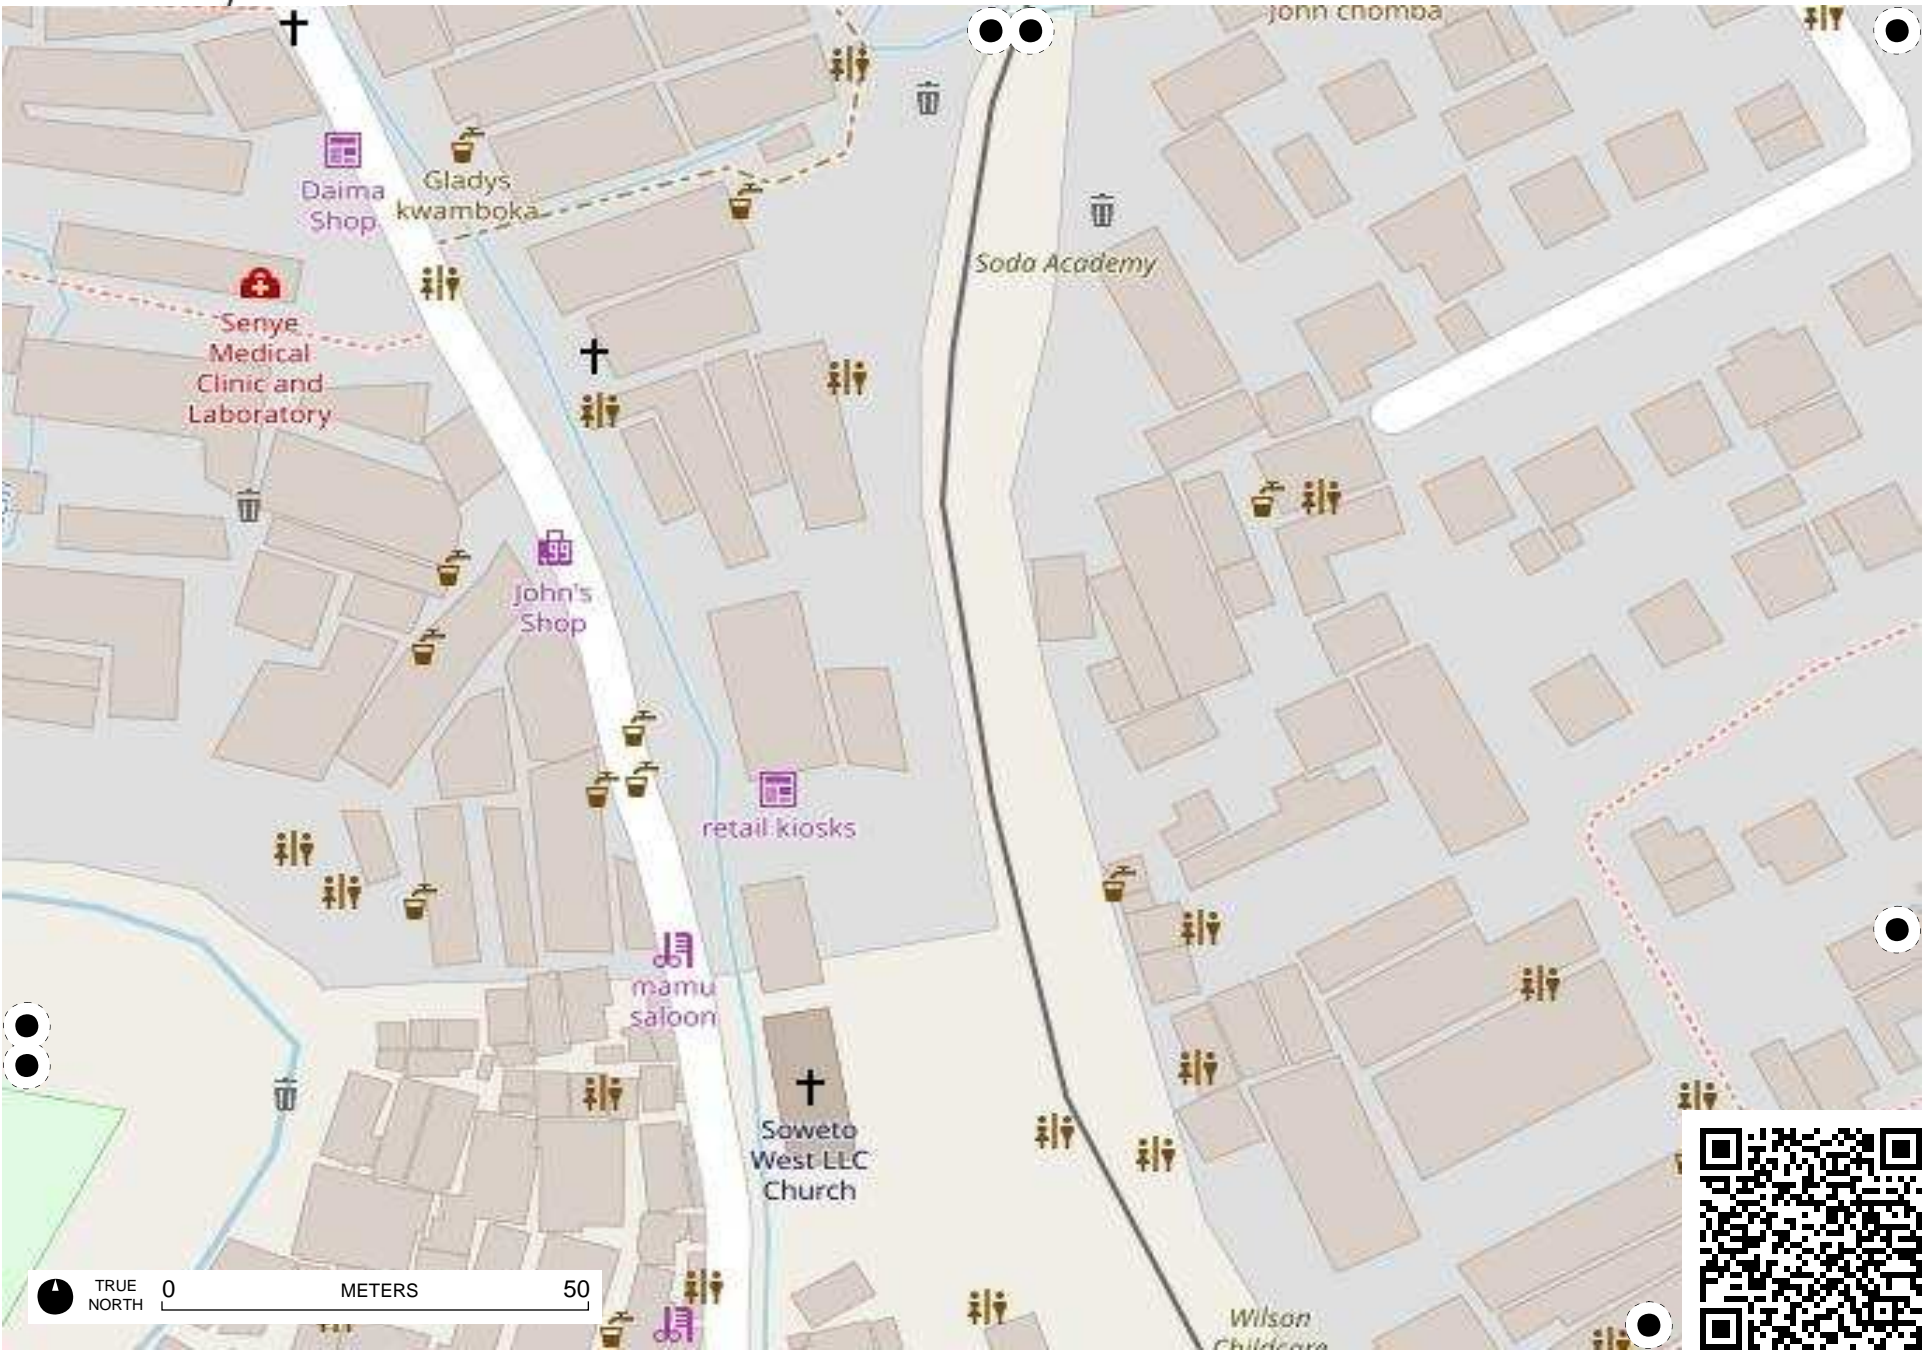 john chomba
Daima
Shop
Gladys
kwamboka
Soda Academy
Senye
Medical
Clinic and
Laboratory
John's
Shop
retail kiosks
mamu
saloon
Soweto
West LLC
Church
TRUE
NORTH
0 METERS 50
Wilson
Childcare